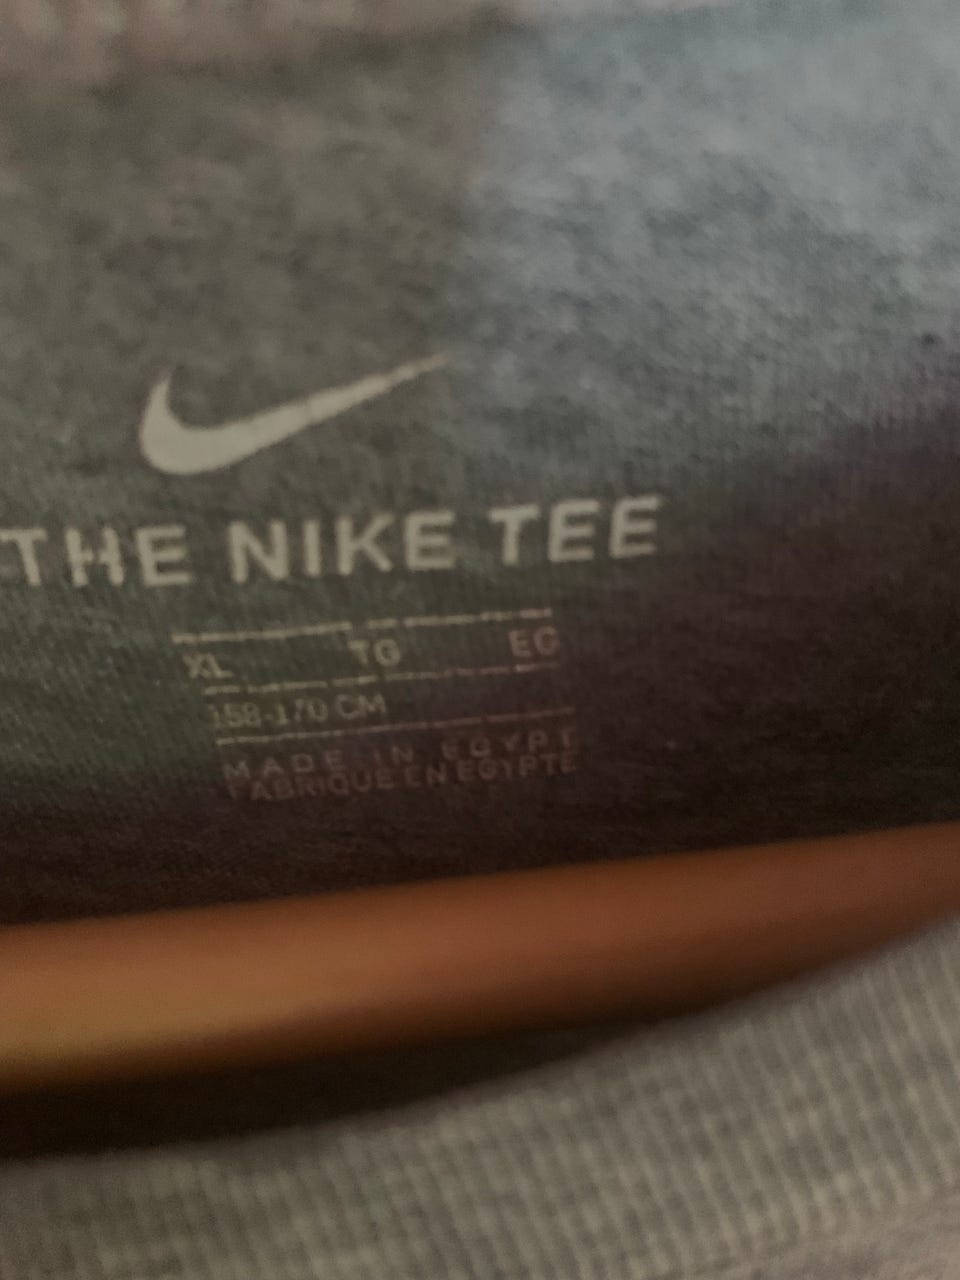 THE NIKE TEE
XL TG EG
158-170 CM
MADE IN EGYPT
FABRIQUE EN EGYPTE